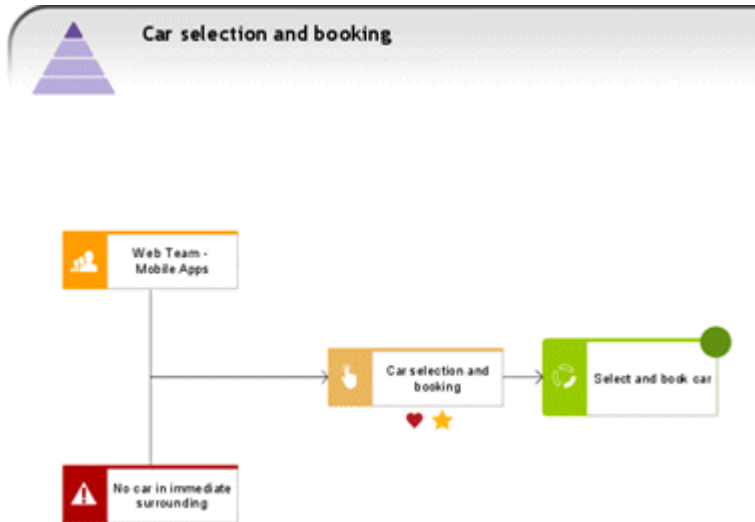 Car selection and booking
Web Team -
Mobile Apps
Car selection and
booking
Select and book car
No car in immediate
surrounding